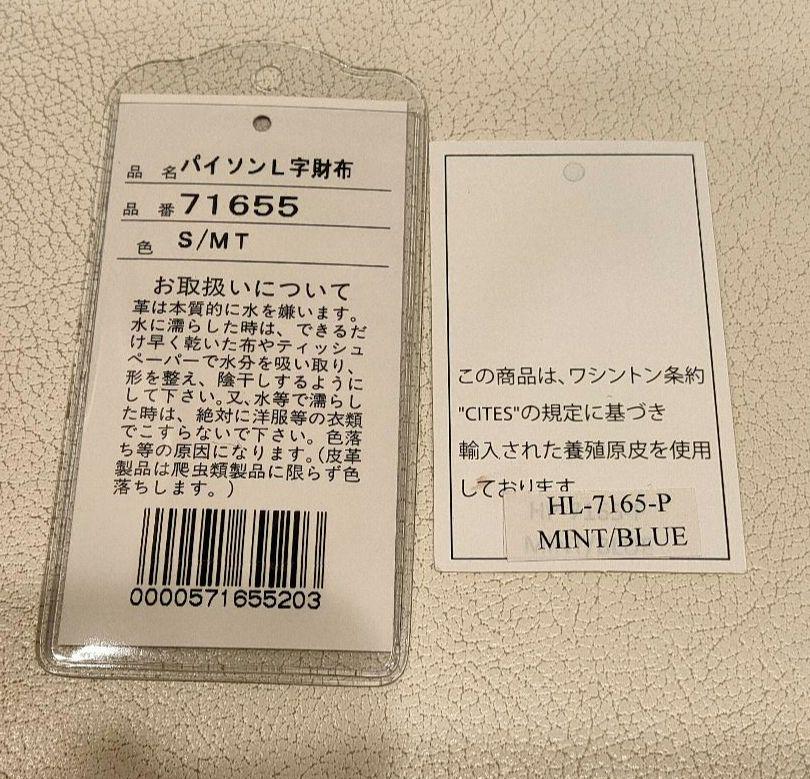 品 名 パイソンL字財布
品 番 71655
色 S/MT
お取扱いについて
革は本質的に水を嫌います。
水に濡らした時は、できるだ
け早く乾いた布やティッシュ
ペーパーで水分を吸い取り、
形を整え、陰干しするように
して下さい。又、水等で濡らし
た時は、絶対に洋服等の衣類
でこすらないで下さい。色落
ち等の原因になります。(皮革
製品は爬虫類製品に限らず色
落ちします。)
0000571655203
この商品は、ワシントン条約
"CITES"の規定に基づき
輸入された養殖原皮を使用
しております
HL-7165-P
MINT/BLUE